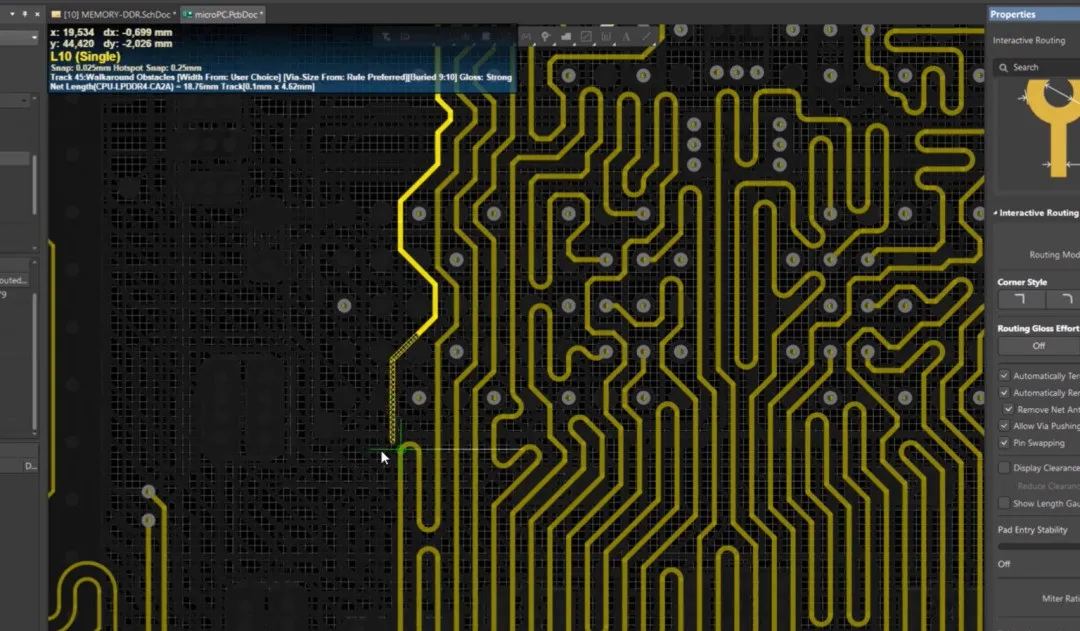 [10] MEMORY-DDR.SchDoc *
microPC.PcbDoc *
Properties
x: 19,534 dx: -0,699 mm
y: 44,420 dy: -2,026 mm
L10 (Single)
Snap: 0.025mm Hotspot Snap: 0.25mm
Track 45:Walkaround Obstacles [Width From: User Choice] [Via-Size From: Rule Preferred][Buried 9:10] Gloss: Strong
Net Length(CPU-LPDDR4-CA2A) = 18.76mm Track[0.1mm x 4.62mm]
Interactive Routing
Search
Interactive Routing
Routing Mod
Corner Style
Routing Gloss Effort
Off
Automatically Ter
Automatically Rem
Remove Net Ant
Allow Via Pushing
Pin Swapping
Display Clearance
Reduce Clearanc
Show Length Gau
Pad Entry Stability
Off
Miter Rati
outed...
D...